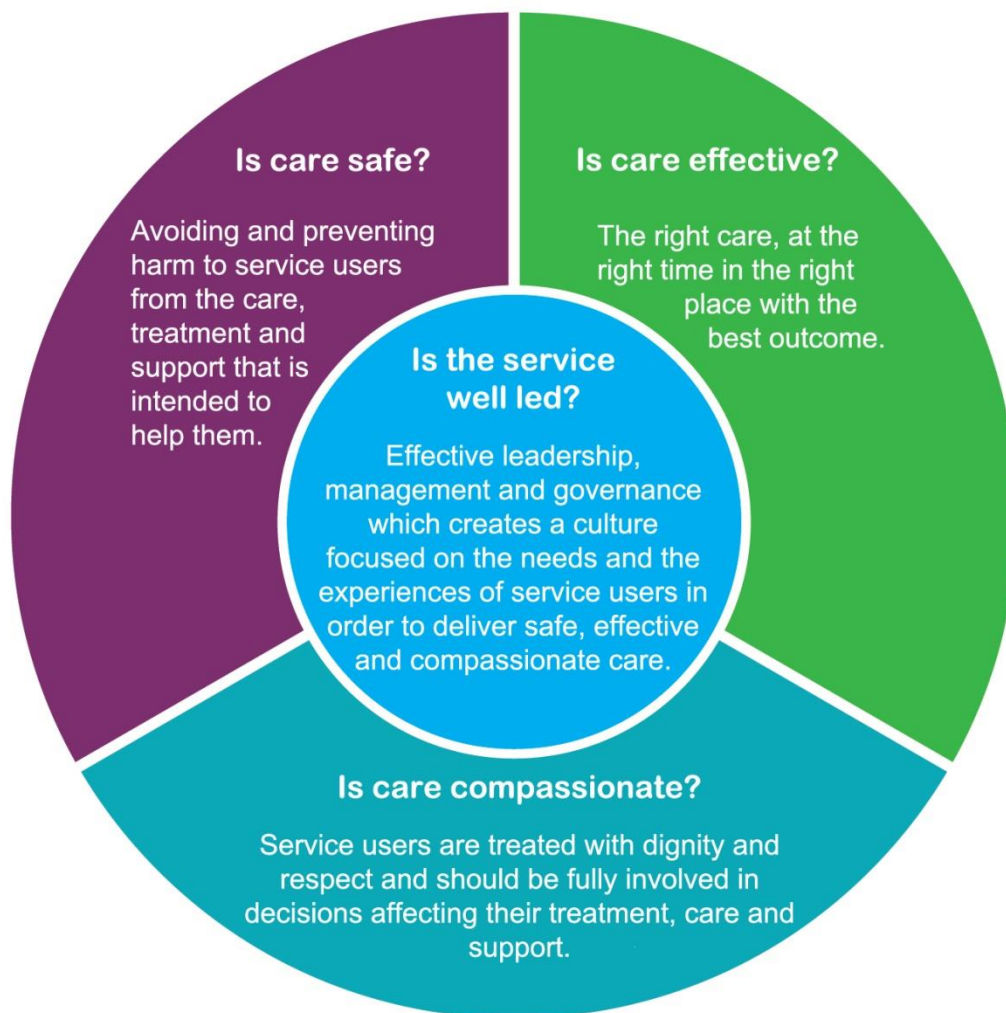 Is care safe?
Avoiding and preventing
harm to service users
from the care,
treatment and
support that is
intended to
help them.
Is care effective?
The right care, at the
right time in the right
place with the
best outcome.
Is the service
well led?
Effective leadership,
management and governance
which creates a culture
focused on the needs and the
experiences of service users in
order to deliver safe, effective
and compassionate care.
Is care compassionate?
Service users are treated with dignity and
respect and should be fully involved in
decisions affecting their treatment, care and
support.